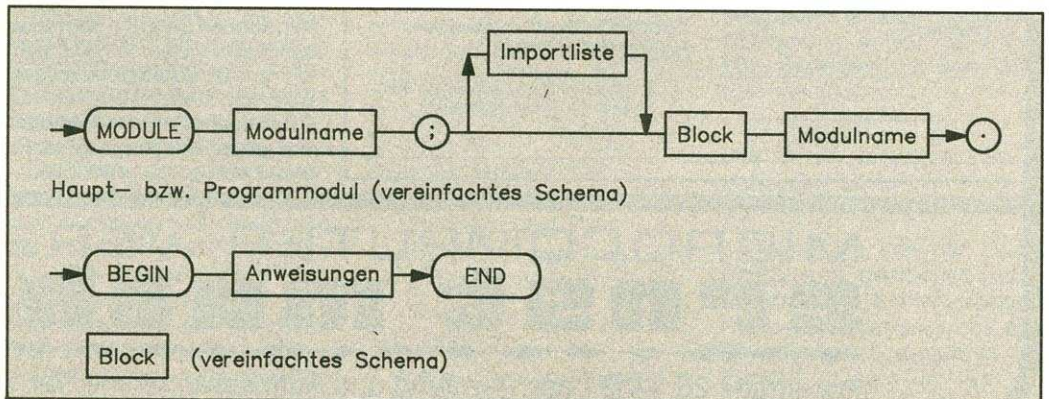 Importliste
MODULE Modulname ; Block Modulname .
Haupt- bzw. Programmodul (vereinfachtes Schema)
BEGIN Anweisungen END
Block (vereinfachtes Schema)